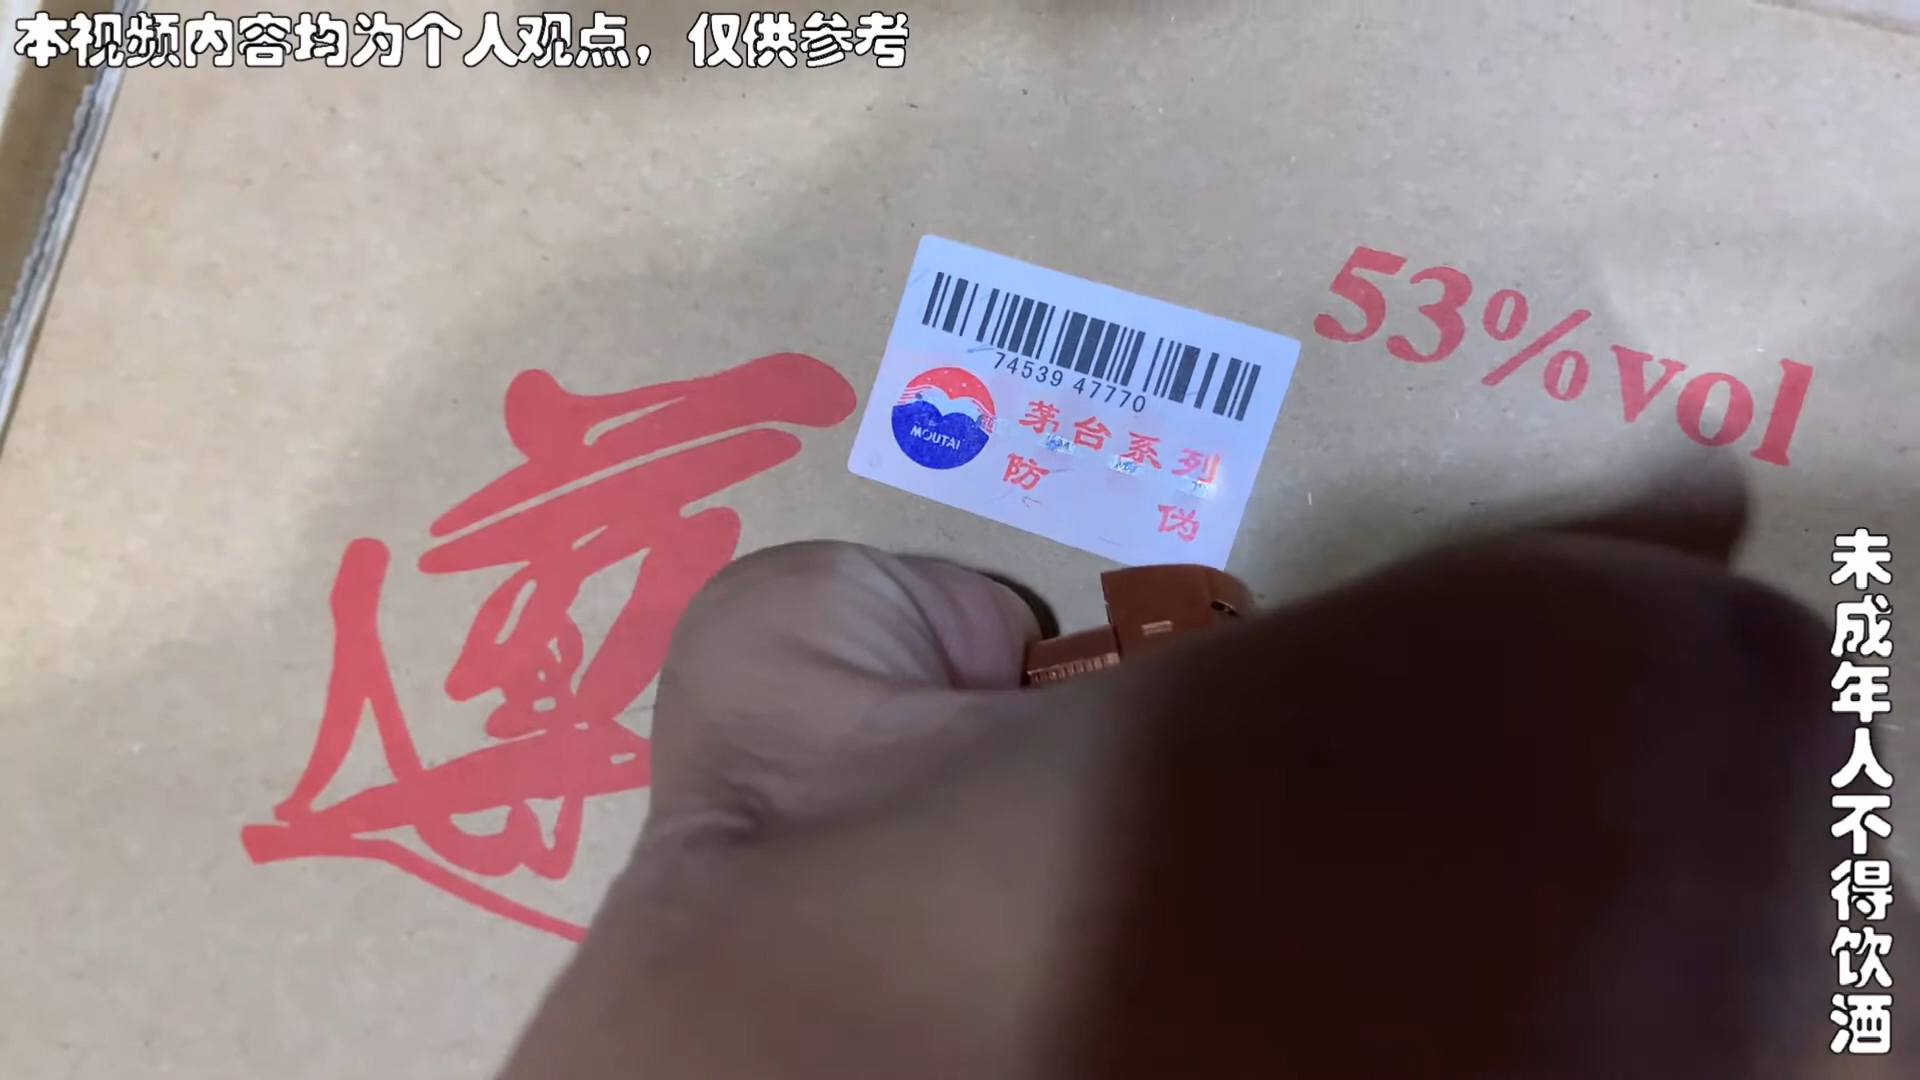 本视频内容均为个人观点，仅供参考
53%vol
74539 47770
MOUTAI
茅台系列
防 伪
遵
未成年人不得饮酒